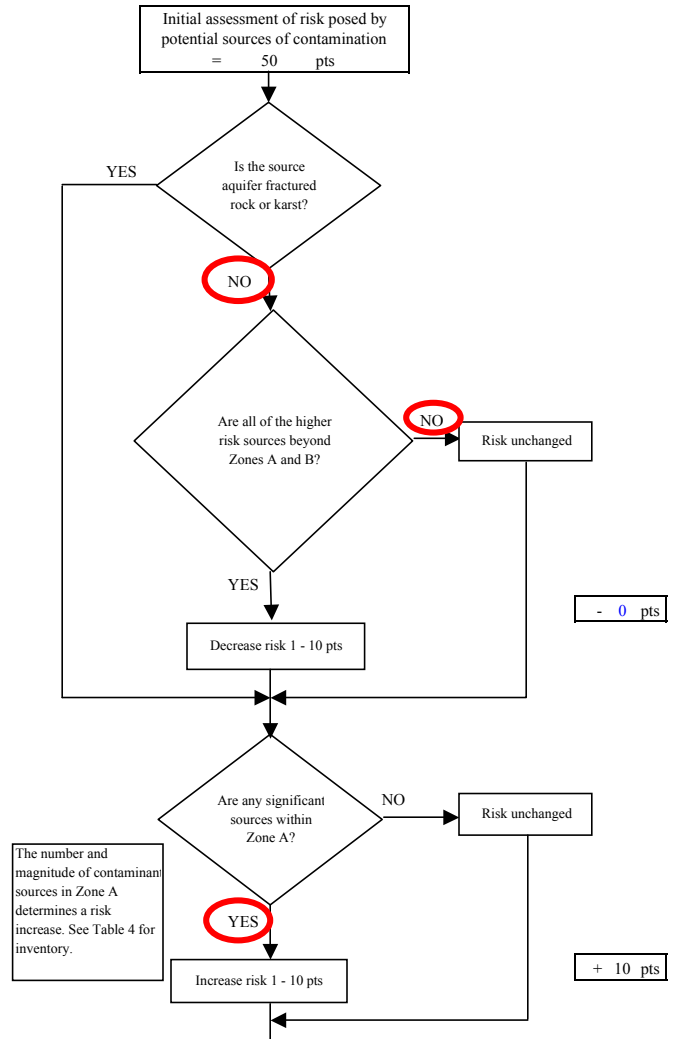 Initial assessment of risk posed by
potential sources of contamination
= 50 pts
YES
Is the source
aquifer fractured
rock or karst?
NO
Are all of the higher
risk sources beyond
Zones A and B?
NO
Risk unchanged
YES
- 0 pts
Decrease risk 1 - 10 pts
Are any significant
sources within
Zone A?
NO
Risk unchanged
The number and
magnitude of contaminant
sources in Zone A
determines a risk
increase. See Table 4 for
inventory.
YES
+ 10 pts
Increase risk 1 - 10 pts